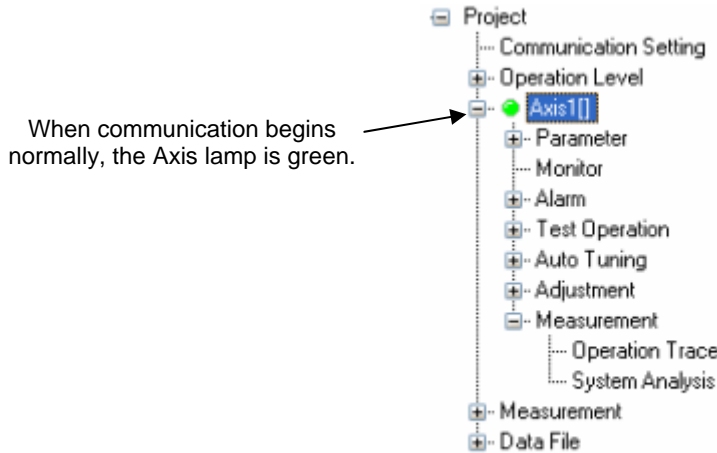 Project
Communication Setting
Operation Level
Axis1[]
When communication begins
normally, the Axis lamp is green.
Parameter
Monitor
Alarm
Test Operation
Auto Tuning
Adjustment
Measurement
Operation Trace
System Analysis
Measurement
Data File